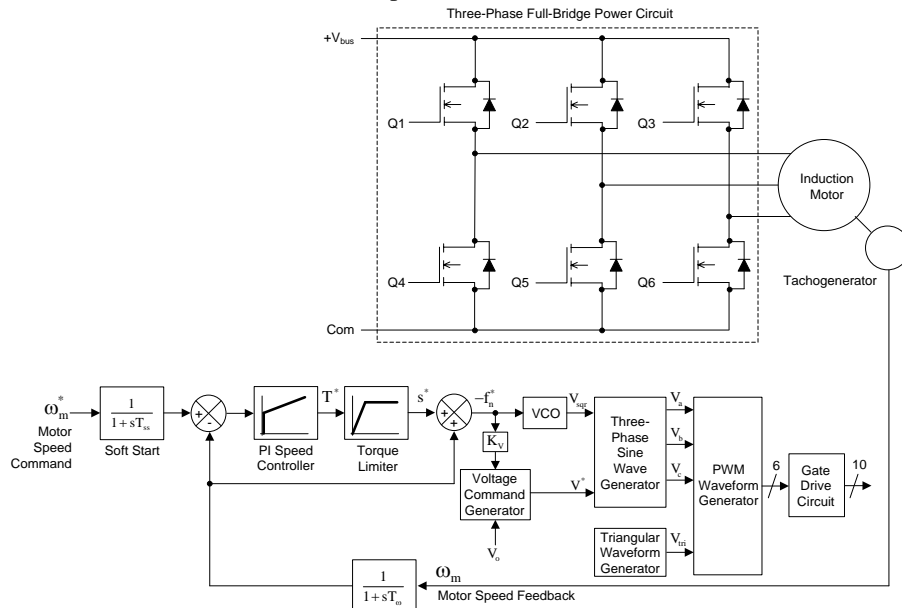 Three-Phase Full-Bridge Power Circuit
+V_bus
Q1
Q2
Q3
Induction
Motor
Q4
Q5
Q6
Tachogenerator
Com
ω*_m
Motor
Speed
Command
1
1 + sT_ss
Soft Start
-
PI Speed
Controller
T*
Torque
Limiter
s*
+
+
−f*_n
K_V
VCO
V_sqr
Voltage
Command
Generator
V_o
V*
Three-
Phase
Sine
Wave
Generator
V_a
V_b
V_c
Triangular
Waveform
Generator
V_tri
PWM
Waveform
Generator
6
Gate
Drive
Circuit
10
1
1 + sT_ω
ω_m
Motor Speed Feedback